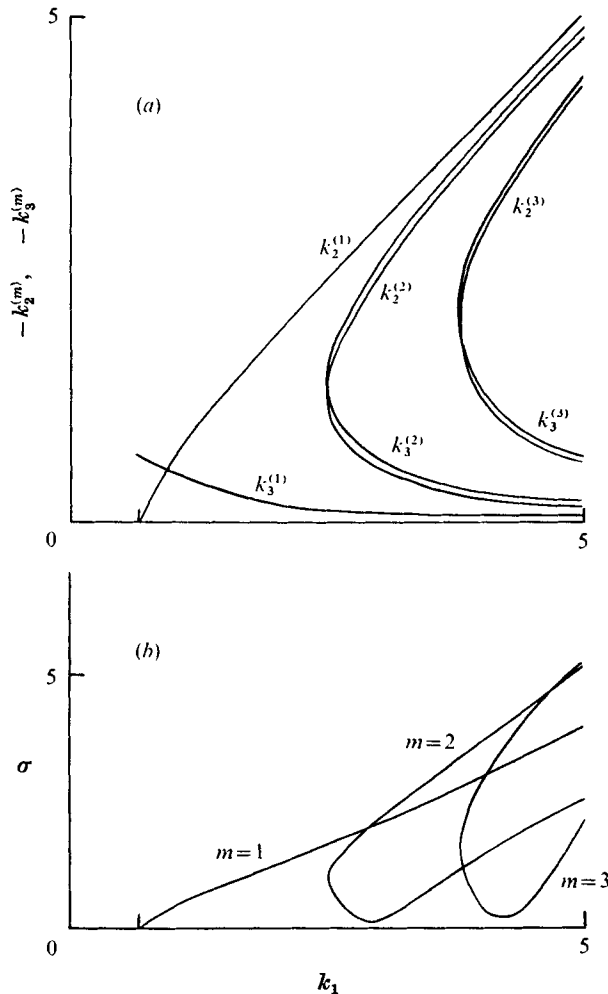 5
(a)
−k₂⁽ᵐ⁾, −k₃⁽ᵐ⁾
k₂⁽¹⁾
k₂⁽²⁾
k₂⁽³⁾
k₃⁽¹⁾
k₃⁽²⁾
k₃⁽³⁾
0
5
(b)
5
σ
m=2
m=1
m=3
0
5
k₁